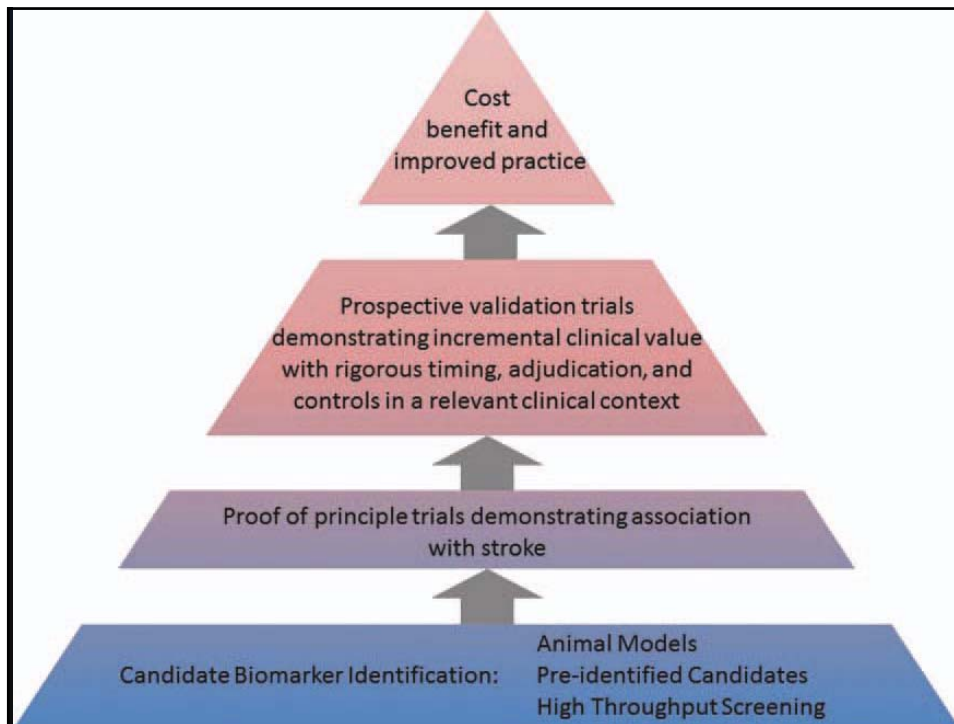 Cost
benefit and
improved practice
Prospective validation trials
demonstrating incremental clinical value
with rigorous timing, adjudication, and
controls in a relevant clinical context
Proof of principle trials demonstrating association
with stroke
Animal Models
Candidate Biomarker Identification: Pre-identified Candidates
High Throughput Screening